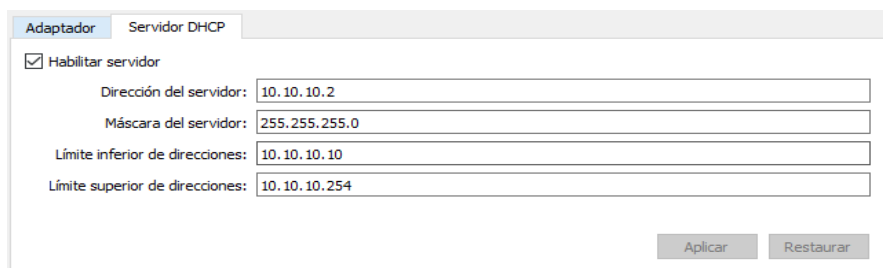 Adaptador Servidor DHCP
Habilitar servidor
Dirección del servidor: 10.10.10.2
Máscara del servidor: 255.255.255.0
Límite inferior de direcciones: 10.10.10.10
Límite superior de direcciones: 10.10.10.254
Aplicar Restaurar